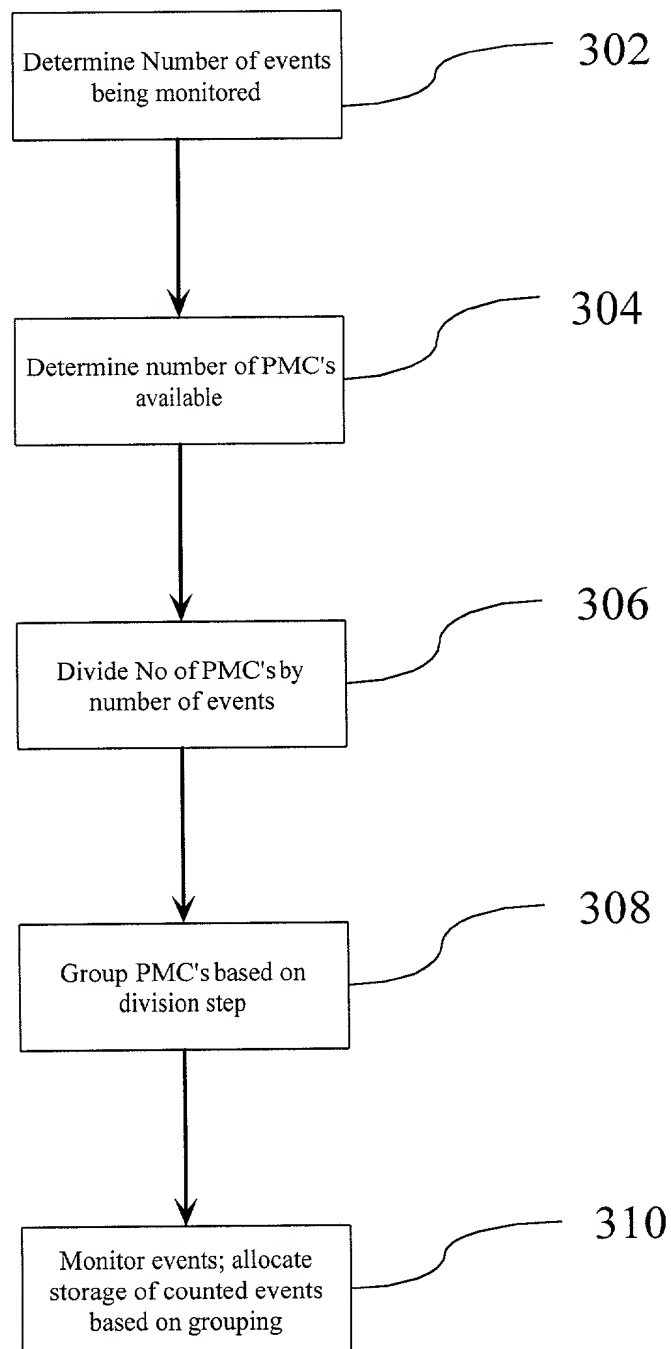 Determine Number of events
being monitored
302
304
Determine number of PMC's
available
306
Divide No of PMC's by
number of events
308
Group PMC's based on
division step
310
Monitor events; allocate
storage of counted events
based on grouping